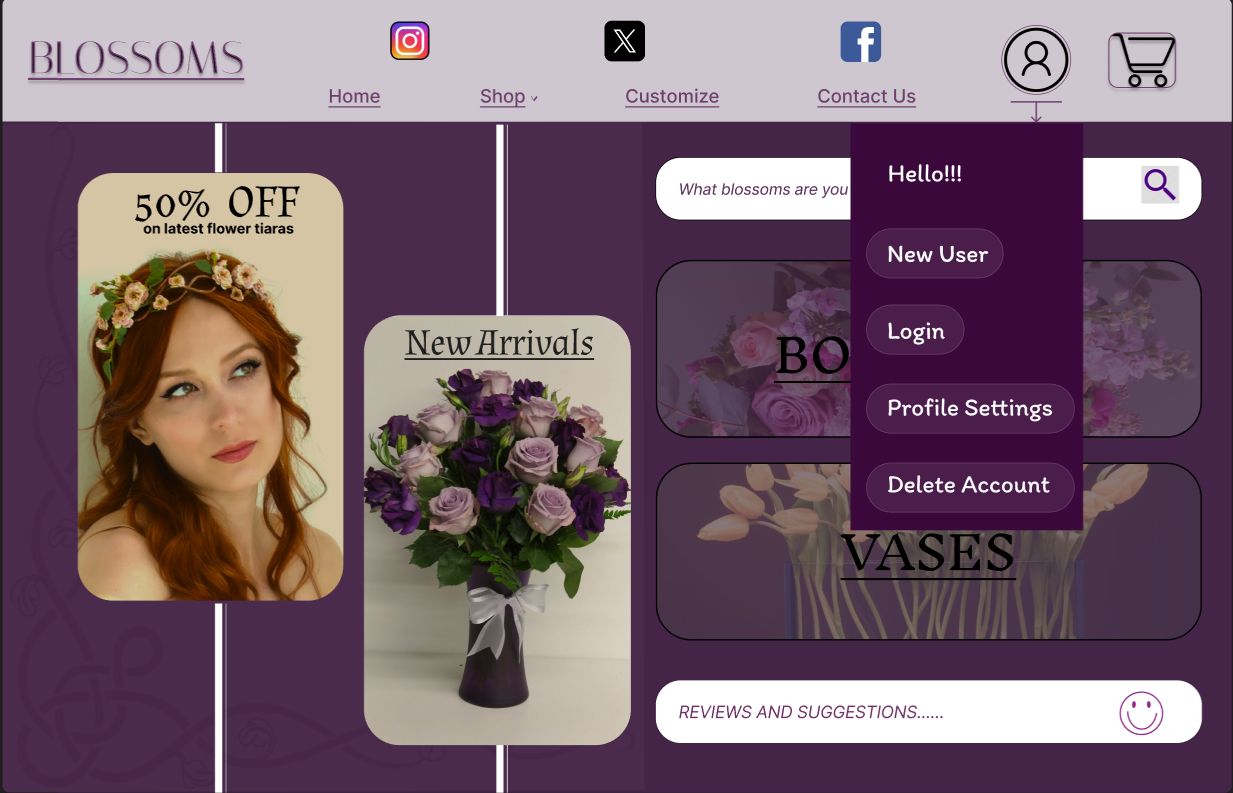 BLOSSOMS
Home
Shop
Customize
Contact Us
50% OFF
on latest flower tiaras
New Arrivals
What blossoms are you
Hello!!!
New User
Login
Profile Settings
Delete Account
BO
VASES
REVIEWS AND SUGGESTIONS......